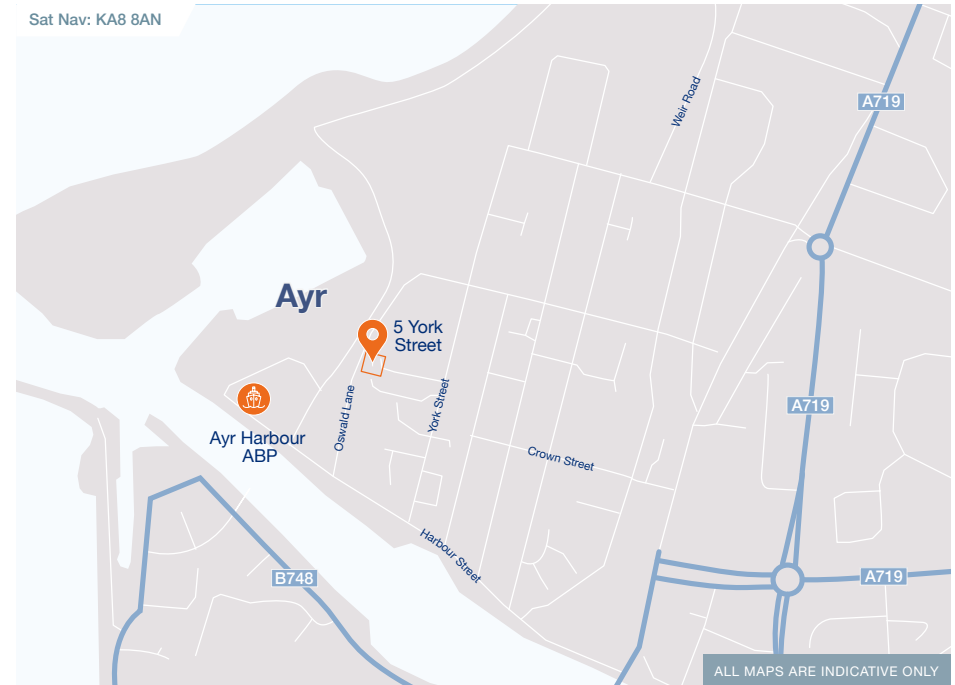 Sat Nav: KA8 8AN
Weir Road
A719
Ayr
5 York
Street
Oswald Lane
York Street
A719
Ayr Harbour
ABP
Crown Street
Harbour Street
B748
A719
ALL MAPS ARE INDICATIVE ONLY